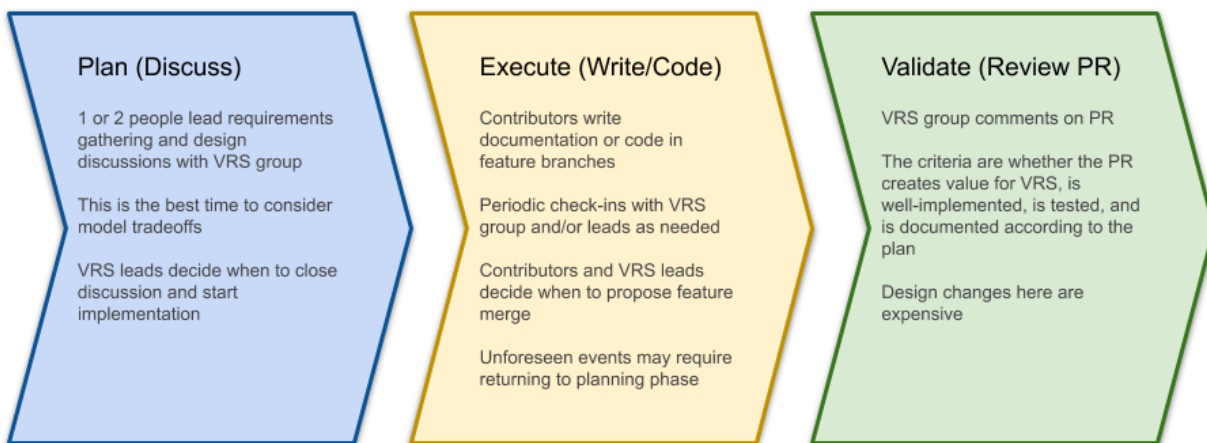 Plan (Discuss)
1 or 2 people lead requirements
gathering and design
discussions with VRS group
This is the best time to consider
model tradeoffs
VRS leads decide when to close
discussion and start
implementation
Execute (Write/Code)
Contributors write
documentation or code in
feature branches
Periodic check-ins with VRS
group and/or leads as needed
Contributors and VRS leads
decide when to propose feature
merge
Unforeseen events may require
returning to planning phase
Validate (Review PR)
VRS group comments on PR
The criteria are whether the PR
creates value for VRS, is
well-implemented, is tested, and
is documented according to the
plan
Design changes here are
expensive